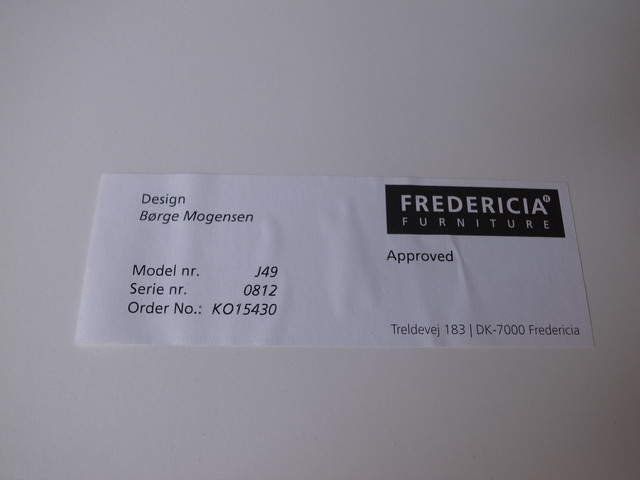 Design
Børge Mogensen
Model nr. J49
Serie nr. 0812
Order No.: KO15430
FREDERICIA®
FURNITURE
Approved
Treldevej 183 | DK-7000 Fredericia